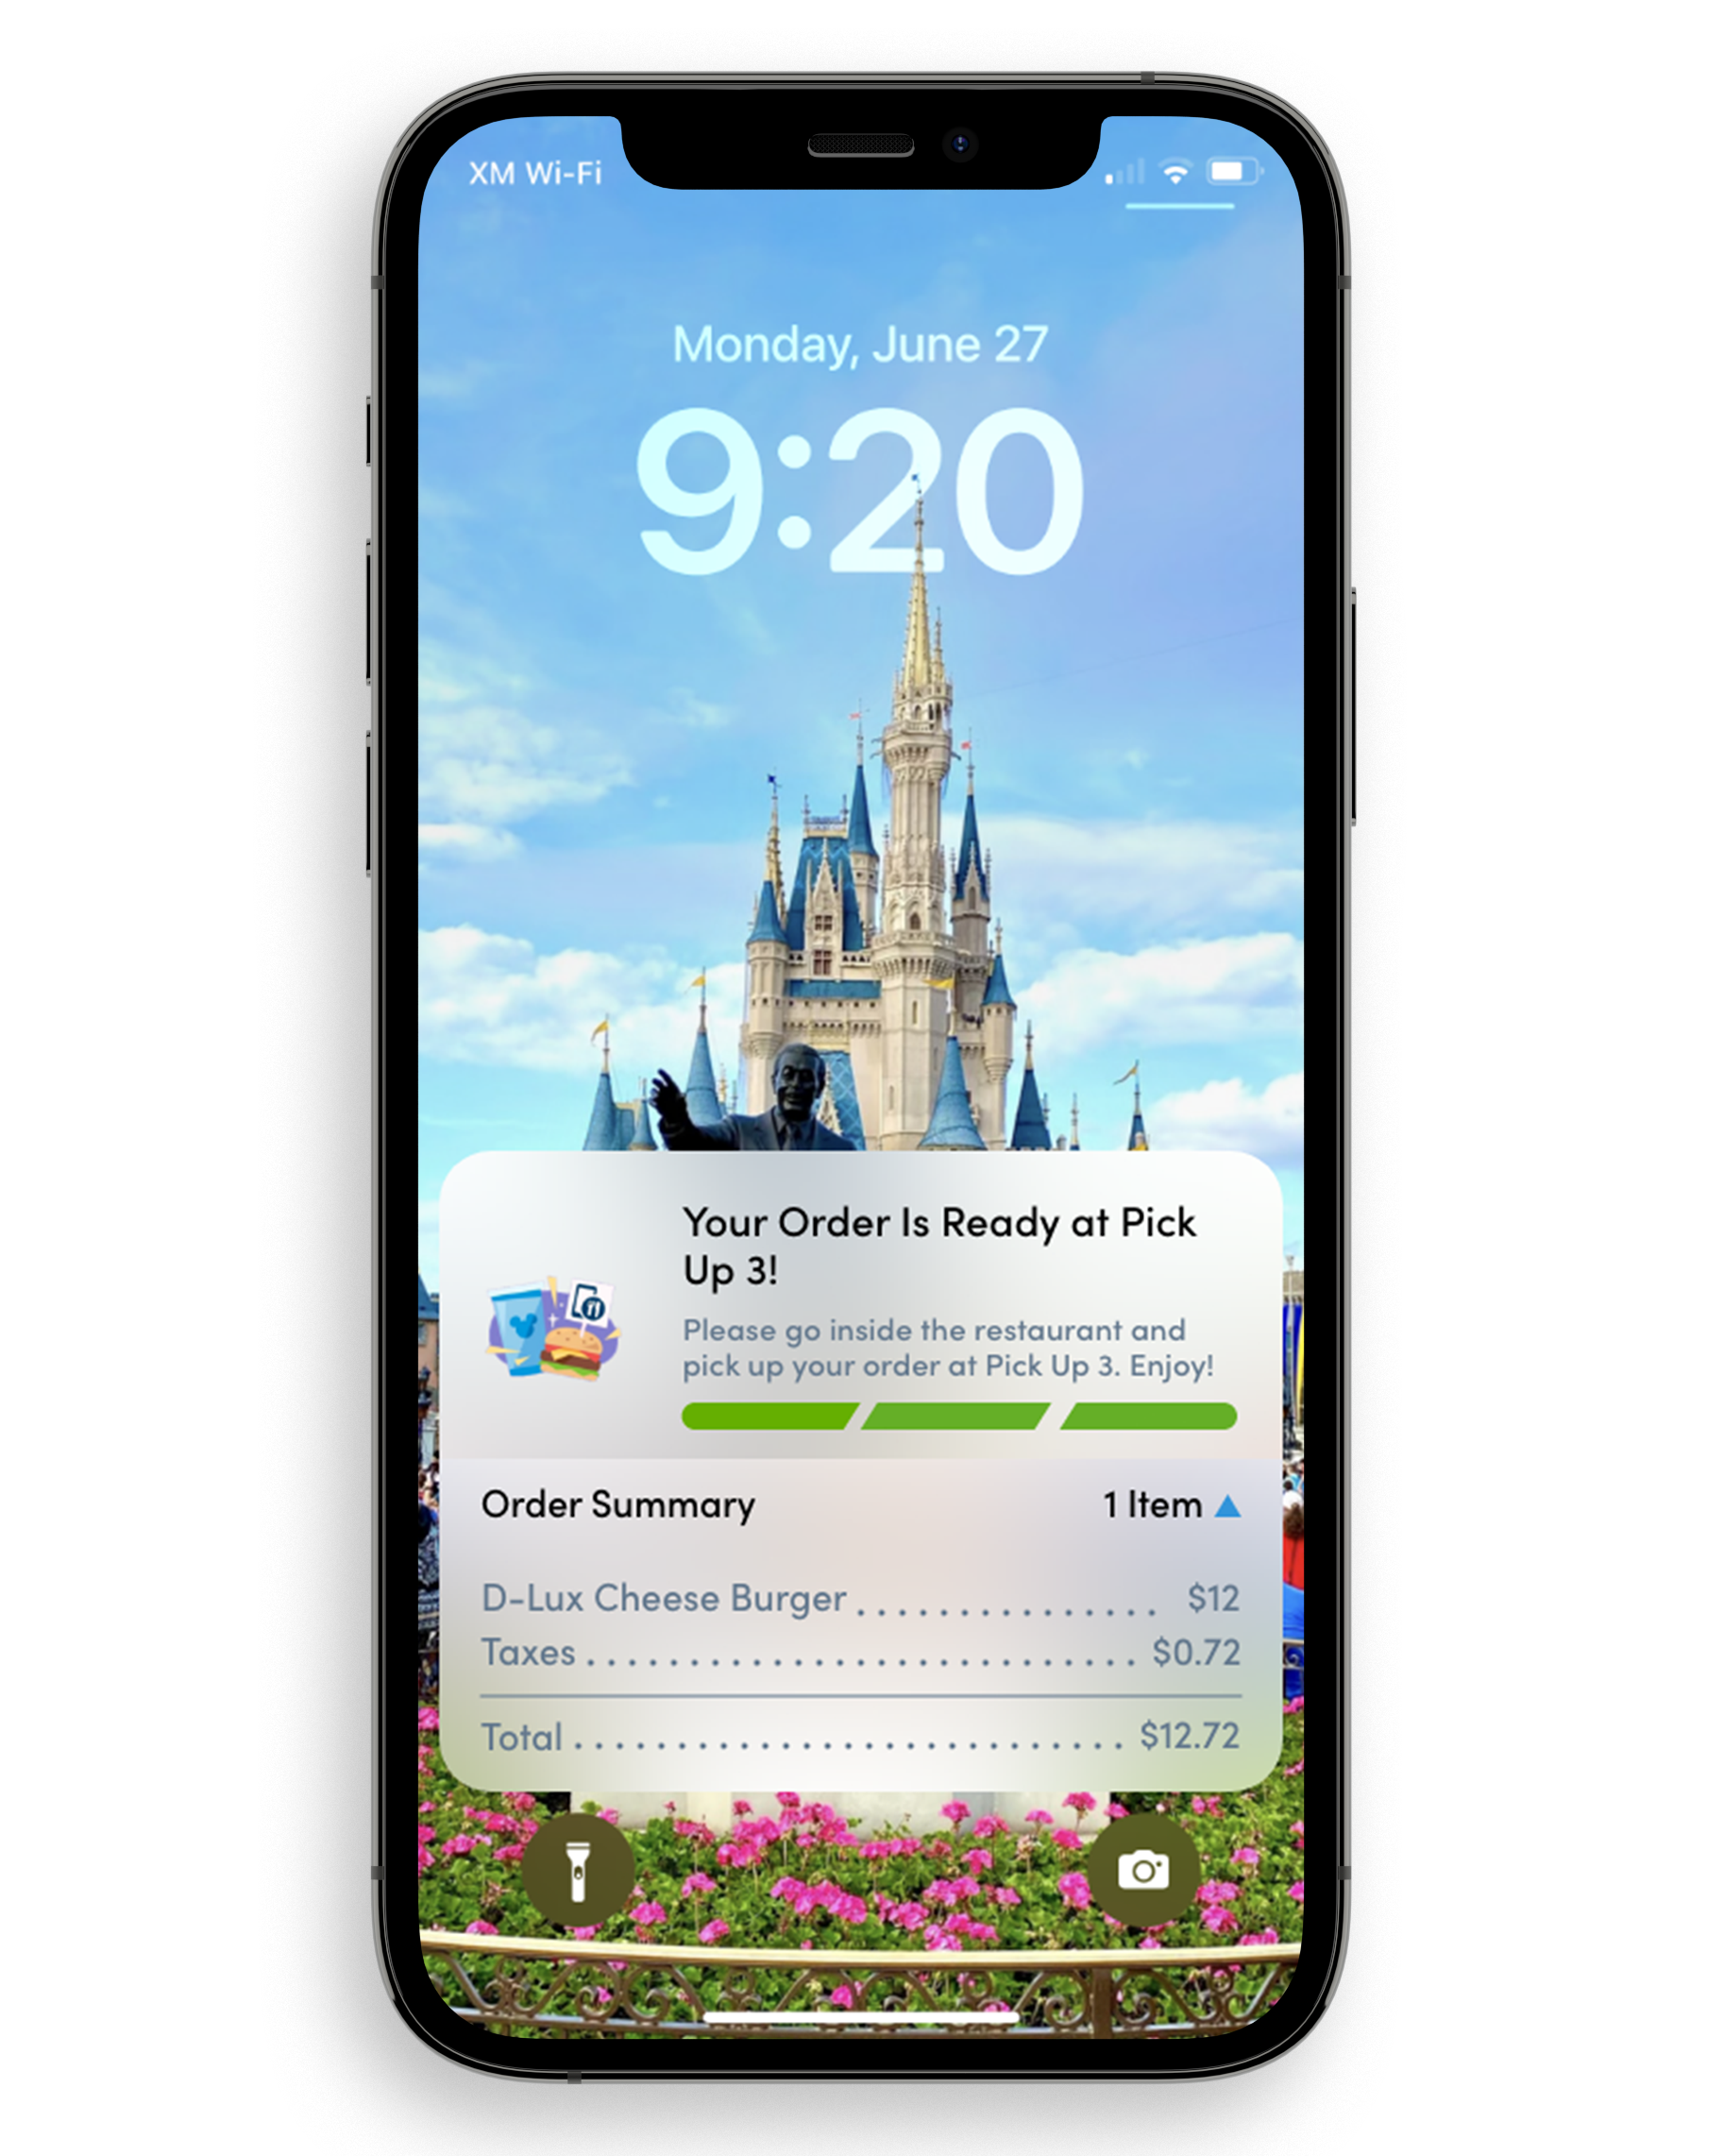 XM Wi-Fi
Monday, June 27
9:20
Your Order Is Ready at Pick
Up 3!
Please go inside the restaurant and
pick up your order at Pick Up 3. Enjoy!
Order Summary 1 Item
D-Lux Cheese Burger . . . . . . . . . . . . . . . $12
Taxes . . . . . . . . . . . . . . . . . . . . . . . . . . . $0.72
Total . . . . . . . . . . . . . . . . . . . . . . . . . . . $12.72